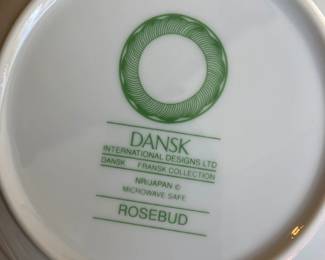 DANSK
INTERNATIONAL DESIGNS LTD
DANSK FRANSK COLLECTION
NR/JAPAN ©
MICROWAVE SAFE
ROSEBUD